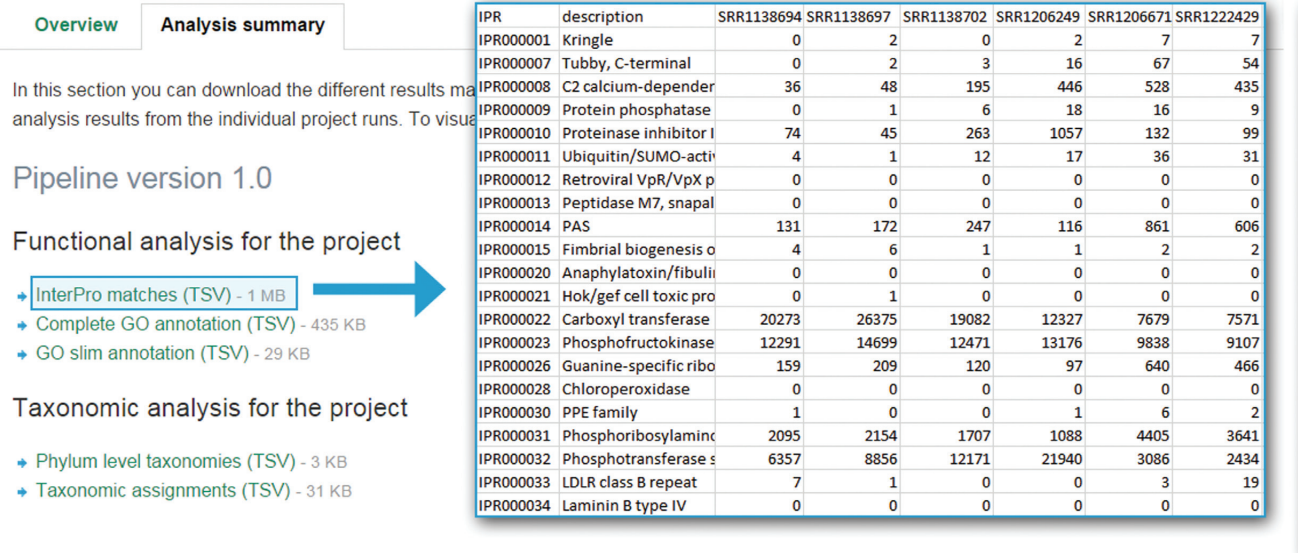 Overview Analysis summary
In this section you can download the different results ma
analysis results from the individual project runs. To visua
Pipeline version 1.0
Functional analysis for the project
InterPro matches (TSV) - 1 MB
Complete GO annotation (TSV) - 435 KB
GO slim annotation (TSV) - 29 KB
Taxonomic analysis for the project
Phylum level taxonomies (TSV) - 3 KB
Taxonomic assignments (TSV) - 31 KB
IPR description SRR1138694 SRR1138697 SRR1138702 SRR1206249 SRR1206671 SRR1222429
IPR000001 Kringle 0 2 0 2 7 7
IPR000007 Tubby, C-terminal 0 2 3 16 67 54
IPR000008 C2 calcium-depender 36 48 195 446 528 435
IPR000009 Protein phosphatase 0 1 6 18 16 9
IPR000010 Proteinase inhibitor I 74 45 263 1057 132 99
IPR000011 Ubiquitin/SUMO-activ 4 1 12 17 36 31
IPR000012 Retroviral VpR/VpX p 0 0 0 0 0 0
IPR000013 Peptidase M7, snapal 0 0 0 0 0 0
IPR000014 PAS 131 172 247 116 861 606
IPR000015 Fimbrial biogenesis o 4 6 1 1 2 2
IPR000020 Anaphylatoxin/fibulin 0 0 0 0 0 0
IPR000021 Hok/gef cell toxic pro 0 1 0 0 0 0
IPR000022 Carboxyl transferase 20273 26375 19082 12327 7679 7571
IPR000023 Phosphofructokinase 12291 14699 12471 13176 9838 9107
IPR000026 Guanine-specific ribo 159 209 120 97 640 466
IPR000028 Chloroperoxidase 0 0 0 0 0 0
IPR000030 PPE family 1 0 0 1 6 2
IPR000031 Phosphoribosylamino 2095 2154 1707 1088 4405 3641
IPR000032 Phosphotransferase s 6357 8856 12171 21940 3086 2434
IPR000033 LDLR class B repeat 7 1 0 0 3 19
IPR000034 Laminin B type IV 0 0 0 0 0 0